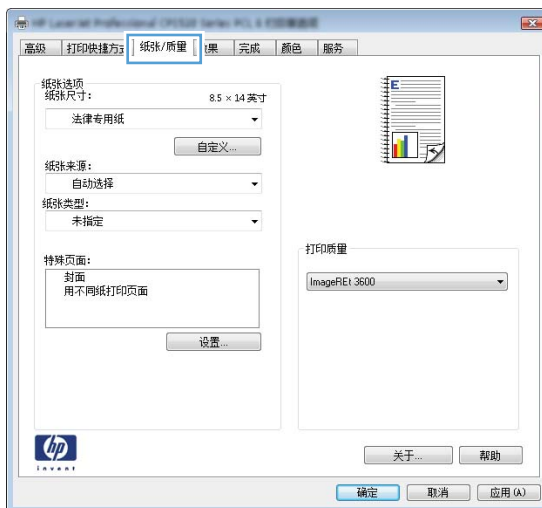 高级
打印快捷方式
纸张/质量
果
完成
颜色
服务
纸张选项
纸张尺寸：
8.5 × 14 英寸
法律专用纸
自定义...
纸张来源：
自动选择
纸张类型：
未指定
特殊页面：
封面
用不同纸打印页面
设置...
E
打印质量
ImageREt 3600
hp
invent
关于...
帮助
确定
取消
应用(A)